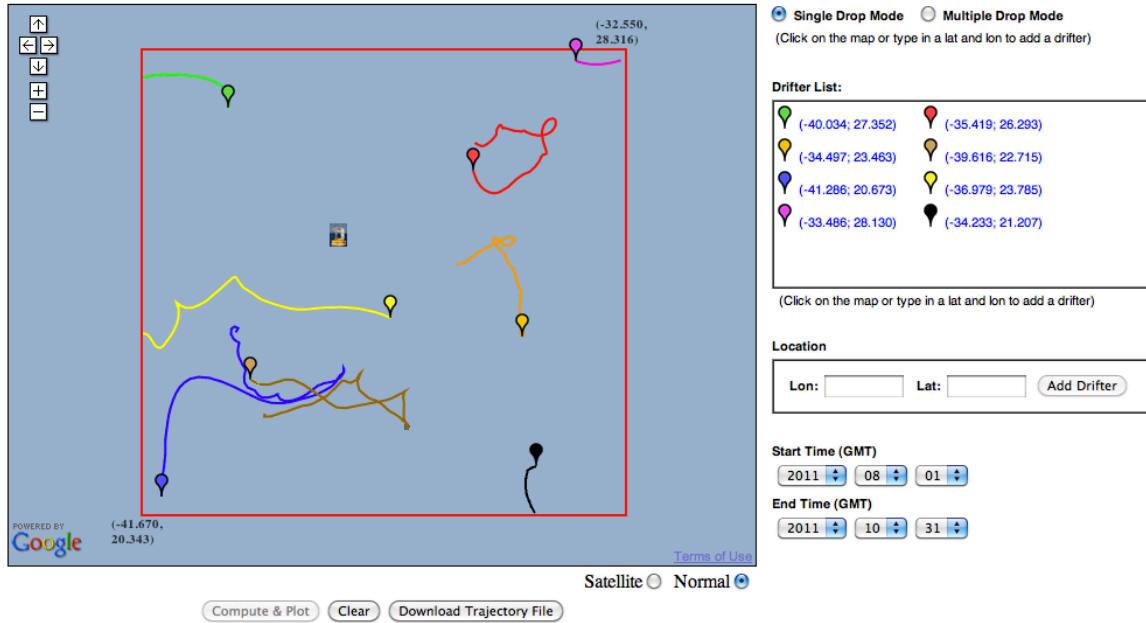 (-32.550,
28.316)
(-41.670,
20.343)
POWERED BY
Google
Terms of Use
Satellite Normal
Compute & Plot Clear Download Trajectory File
Single Drop Mode Multiple Drop Mode
(Click on the map or type in a lat and lon to add a drifter)
Drifter List:
(-40.034; 27.352) (-35.419; 26.293)
(-34.497; 23.463) (-39.616; 22.715)
(-41.286; 20.673) (-36.979; 23.785)
(-33.486; 28.130) (-34.233; 21.207)
(Click on the map or type in a lat and lon to add a drifter)
Location
Lon: Lat: Add Drifter
Start Time (GMT)
2011 08 01
End Time (GMT)
2011 10 31